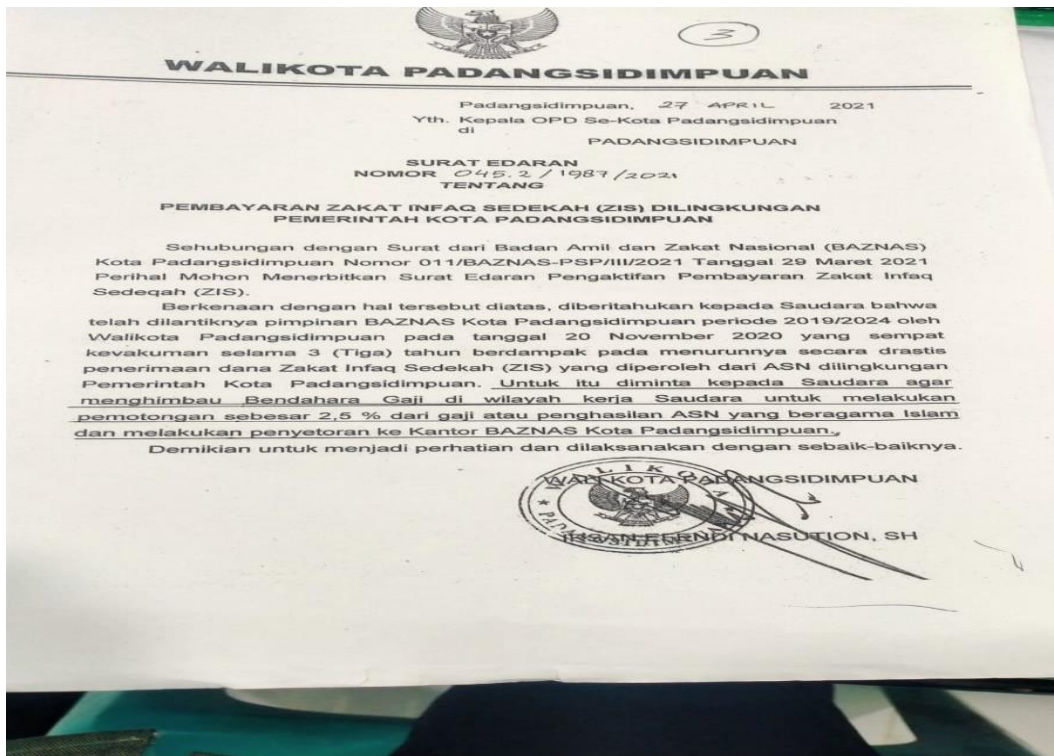 3
WALIKOTA PADANGSIDIMPUAN
Padangsidimpuan, 27 APRIL 2021
Yth. Kepala OPD Se-Kota Padangsidimpuan
di
PADANGSIDIMPUAN
SURAT EDARAN
NOMOR 045.2/1987/2021
TENTANG
PEMBAYARAN ZAKAT INFAQ SEDEKAH (ZIS) DILINGKUNGAN
PEMERINTAH KOTA PADANGSIDIMPUAN
Sehubungan dengan Surat dari Badan Amil dan Zakat Nasional (BAZNAS)
Kota Padangsidimpuan Nomor 011/BAZNAS-PSP/III/2021 Tanggal 29 Maret 2021
Perihal Mohon Menerbitkan Surat Edaran Pengaktifan Pembayaran Zakat Infaq
Sedeqah (ZIS).
Berkenaan dengan hal tersebut diatas, diberitahukan kepada Saudara bahwa
telah dilantiknya pimpinan BAZNAS Kota Padangsidimpuan periode 2019/2024 oleh
Walikota Padangsidimpuan pada tanggal 20 November 2020 yang sempat
kevakuman selama 3 (Tiga) tahun berdampak pada menurunnya secara drastis
penerimaan dana Zakat Infaq Sedekah (ZIS) yang diperoleh dari ASN dilingkungan
Pemerintah Kota Padangsidimpuan. Untuk itu diminta kepada Saudara agar
menghimbau Bendahara Gaji di wilayah kerja Saudara untuk melakukan
pemotongan sebesar 2,5 % dari gaji atau penghasilan ASN yang beragama Islam
dan melakukan penyetoran ke Kantor BAZNAS Kota Padangsidimpuan.,
Demikian untuk menjadi perhatian dan dilaksanakan dengan sebaik-baiknya.
WALIKOTA PADANGSIDIMPUAN
NASUTION, SH